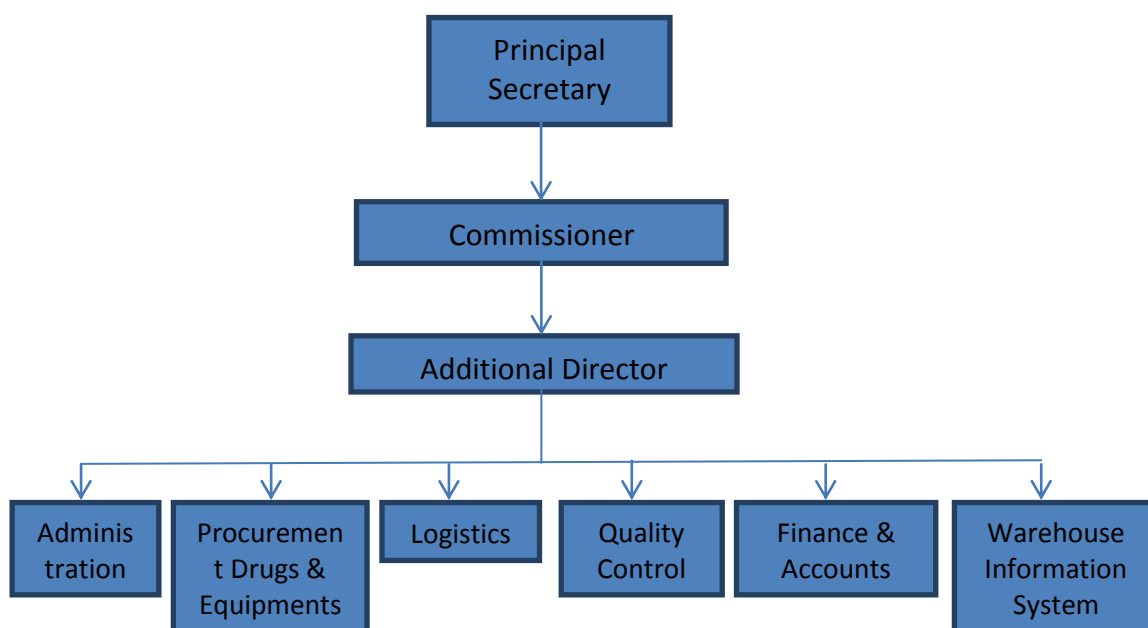 Principal
Secretary
Commissioner
Additional Director
Adminis
tration
Procuremen
t Drugs &
Equipments
Logistics
Quality
Control
Finance &
Accounts
Warehouse
Information
System